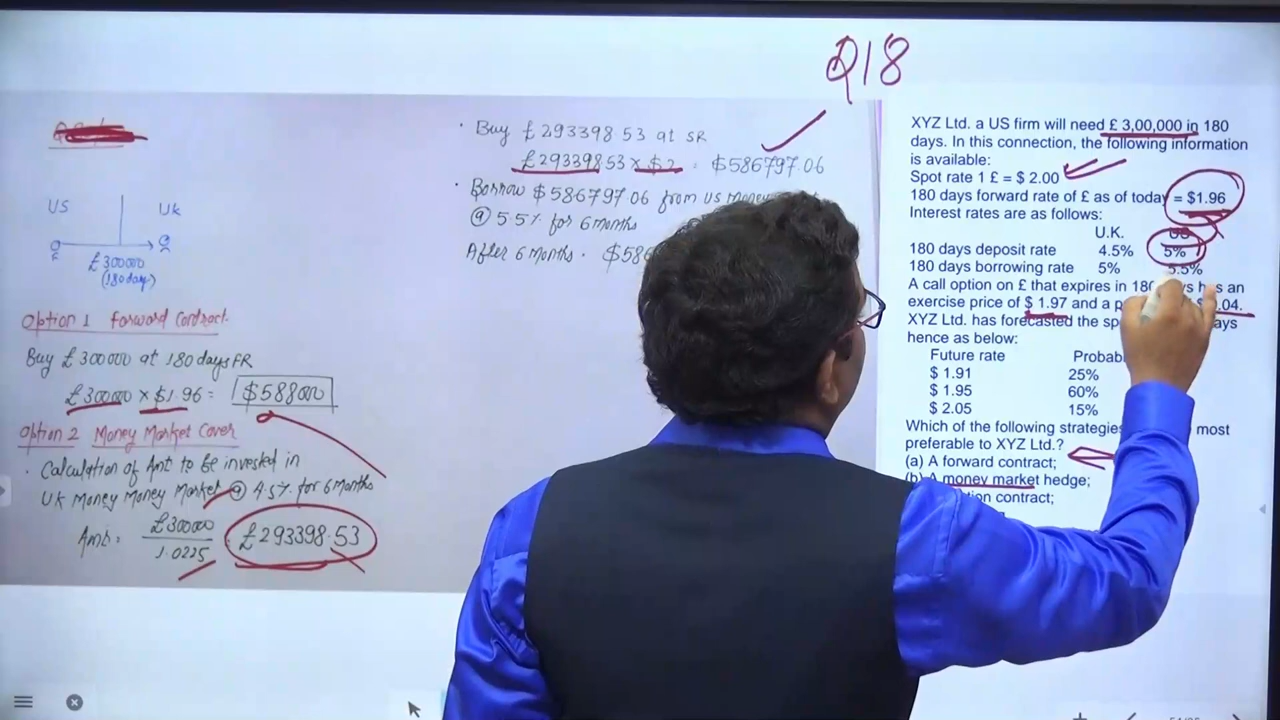 Q18
US
UK
£300000
(180days)
Option 1 Forward Contract
Buy £300000 at 180days FR
£300000 × $1.96 = $588000
Option 2 Money Market Cover
· Calculation of Amt to be invested in
UK Money Money Market @ 4.5% for 6 Months
Amt = £300000
1.0225
£293398.53
· Buy £293398.53 at SR
£293398.53 × $2 = $586797.06
· Borrow $586797.06 from US Money
@ 5.5% for 6 months
After 6 Months = $586
XYZ Ltd. a US firm will need £ 3,00,000 in 180
days. In this connection, the following information
is available:
Spot rate 1 £ = $ 2.00
180 days forward rate of £ as of today = $1.96
Interest rates are as follows:
U.K. US
180 days deposit rate 4.5% 5%
180 days borrowing rate 5% 5.5%
A call option on £ that expires in 180 has an
exercise price of $ 1.97 and a
XYZ Ltd. has forecasted the
hence as below:
Future rate
$ 1.91 25%
$ 1.95 60%
$ 2.05 15%
Which of the following strategies most
preferable to XYZ Ltd.?
(a) A forward contract;
(b) A money market hedge;
contract;